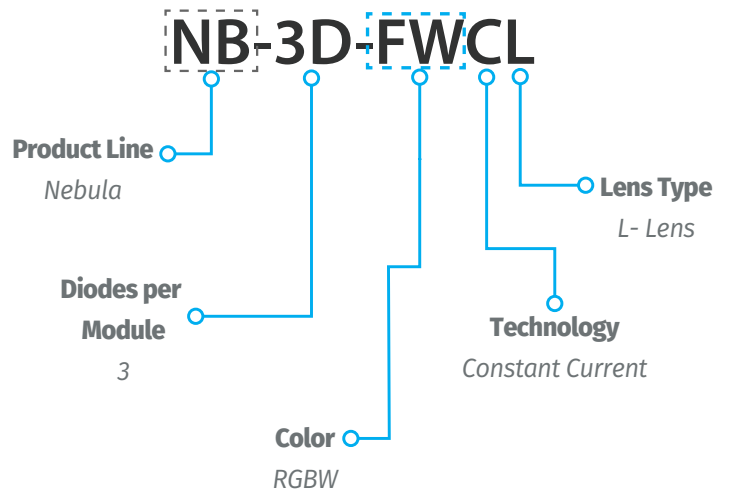 NB-3D-FWCL
Product Line
Nebula
Lens Type
L- Lens
Diodes per
Module
3
Technology
Constant Current
Color
RGBW